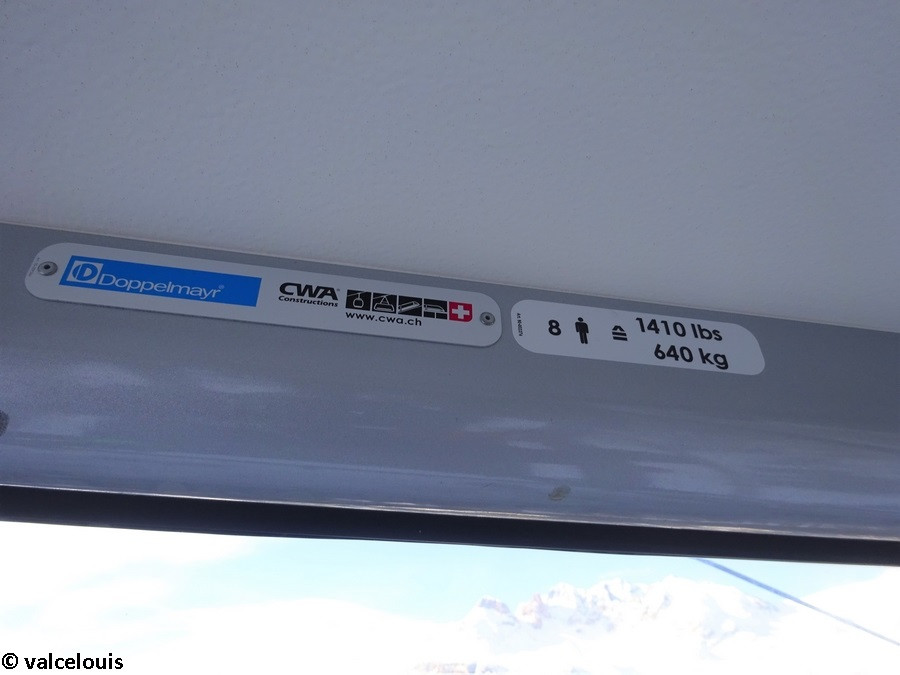 Doppelmayr®
CWA®
Constructions
www.cwa.ch
8 ≙ 1410 lbs
640 kg
© valcelouis